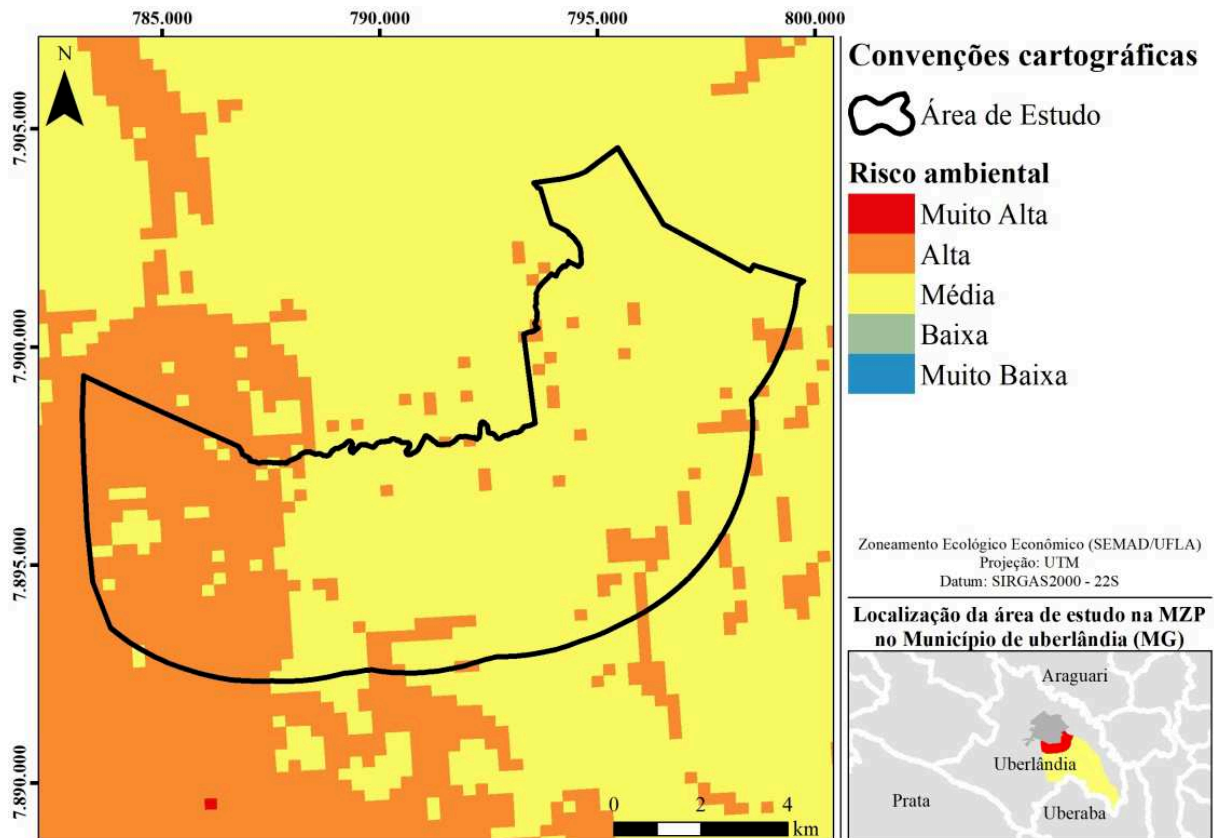 785.000
790.000
795.000
800.000
N
7.905.000
7.900.000
7.895.000
7.890.000
0
2
4
km
Convenções cartográficas
Área de Estudo
Risco ambiental
Muito Alta
Alta
Média
Baixa
Muito Baixa
Zoneamento Ecológico Econômico (SEMAD/UFLA)
Projeção: UTM
Datum: SIRGAS2000 - 22S
Localização da área de estudo na MZP
no Município de uberlândia (MG)
Araguari
Uberlândia
Prata
Uberaba